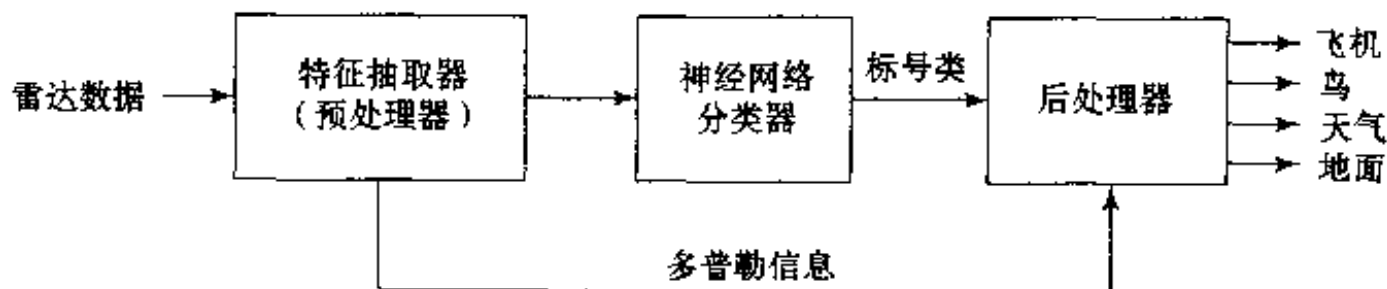 雷达数据
特征抽取器
(预处理器)
神经网络
分类器
标号类
后处理器
飞机
鸟
天气
地面
多普勒信息